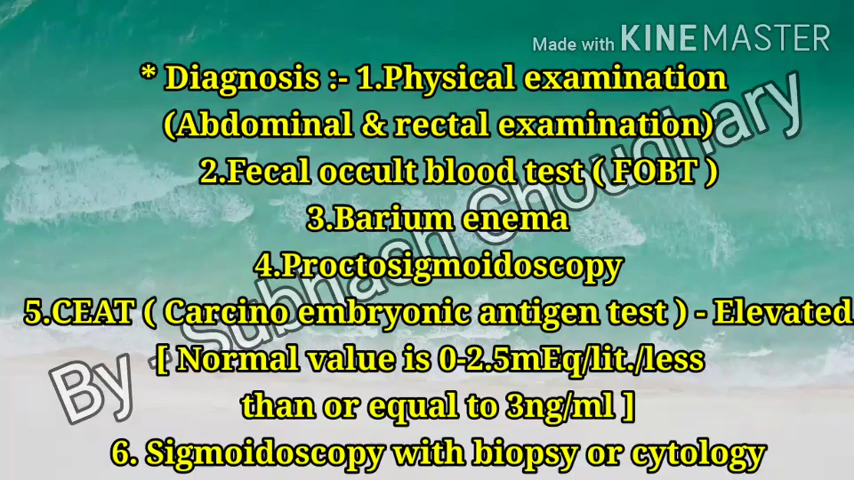 Made with KINEMASTER
* Diagnosis :- 1.Physical examination
(Abdominal & rectal examination)
2.Fecal occult blood test ( FOBT )
3.Barium enema
4.Proctosigmoidoscopy
5.CEAT ( Carcino embryonic antigen test ) - Elevated
[ Normal value is 0-2.5mEq/lit./less
than or equal to 3ng/ml ]
6. Sigmoidoscopy with biopsy or cytology
By - Subhash Choudhary